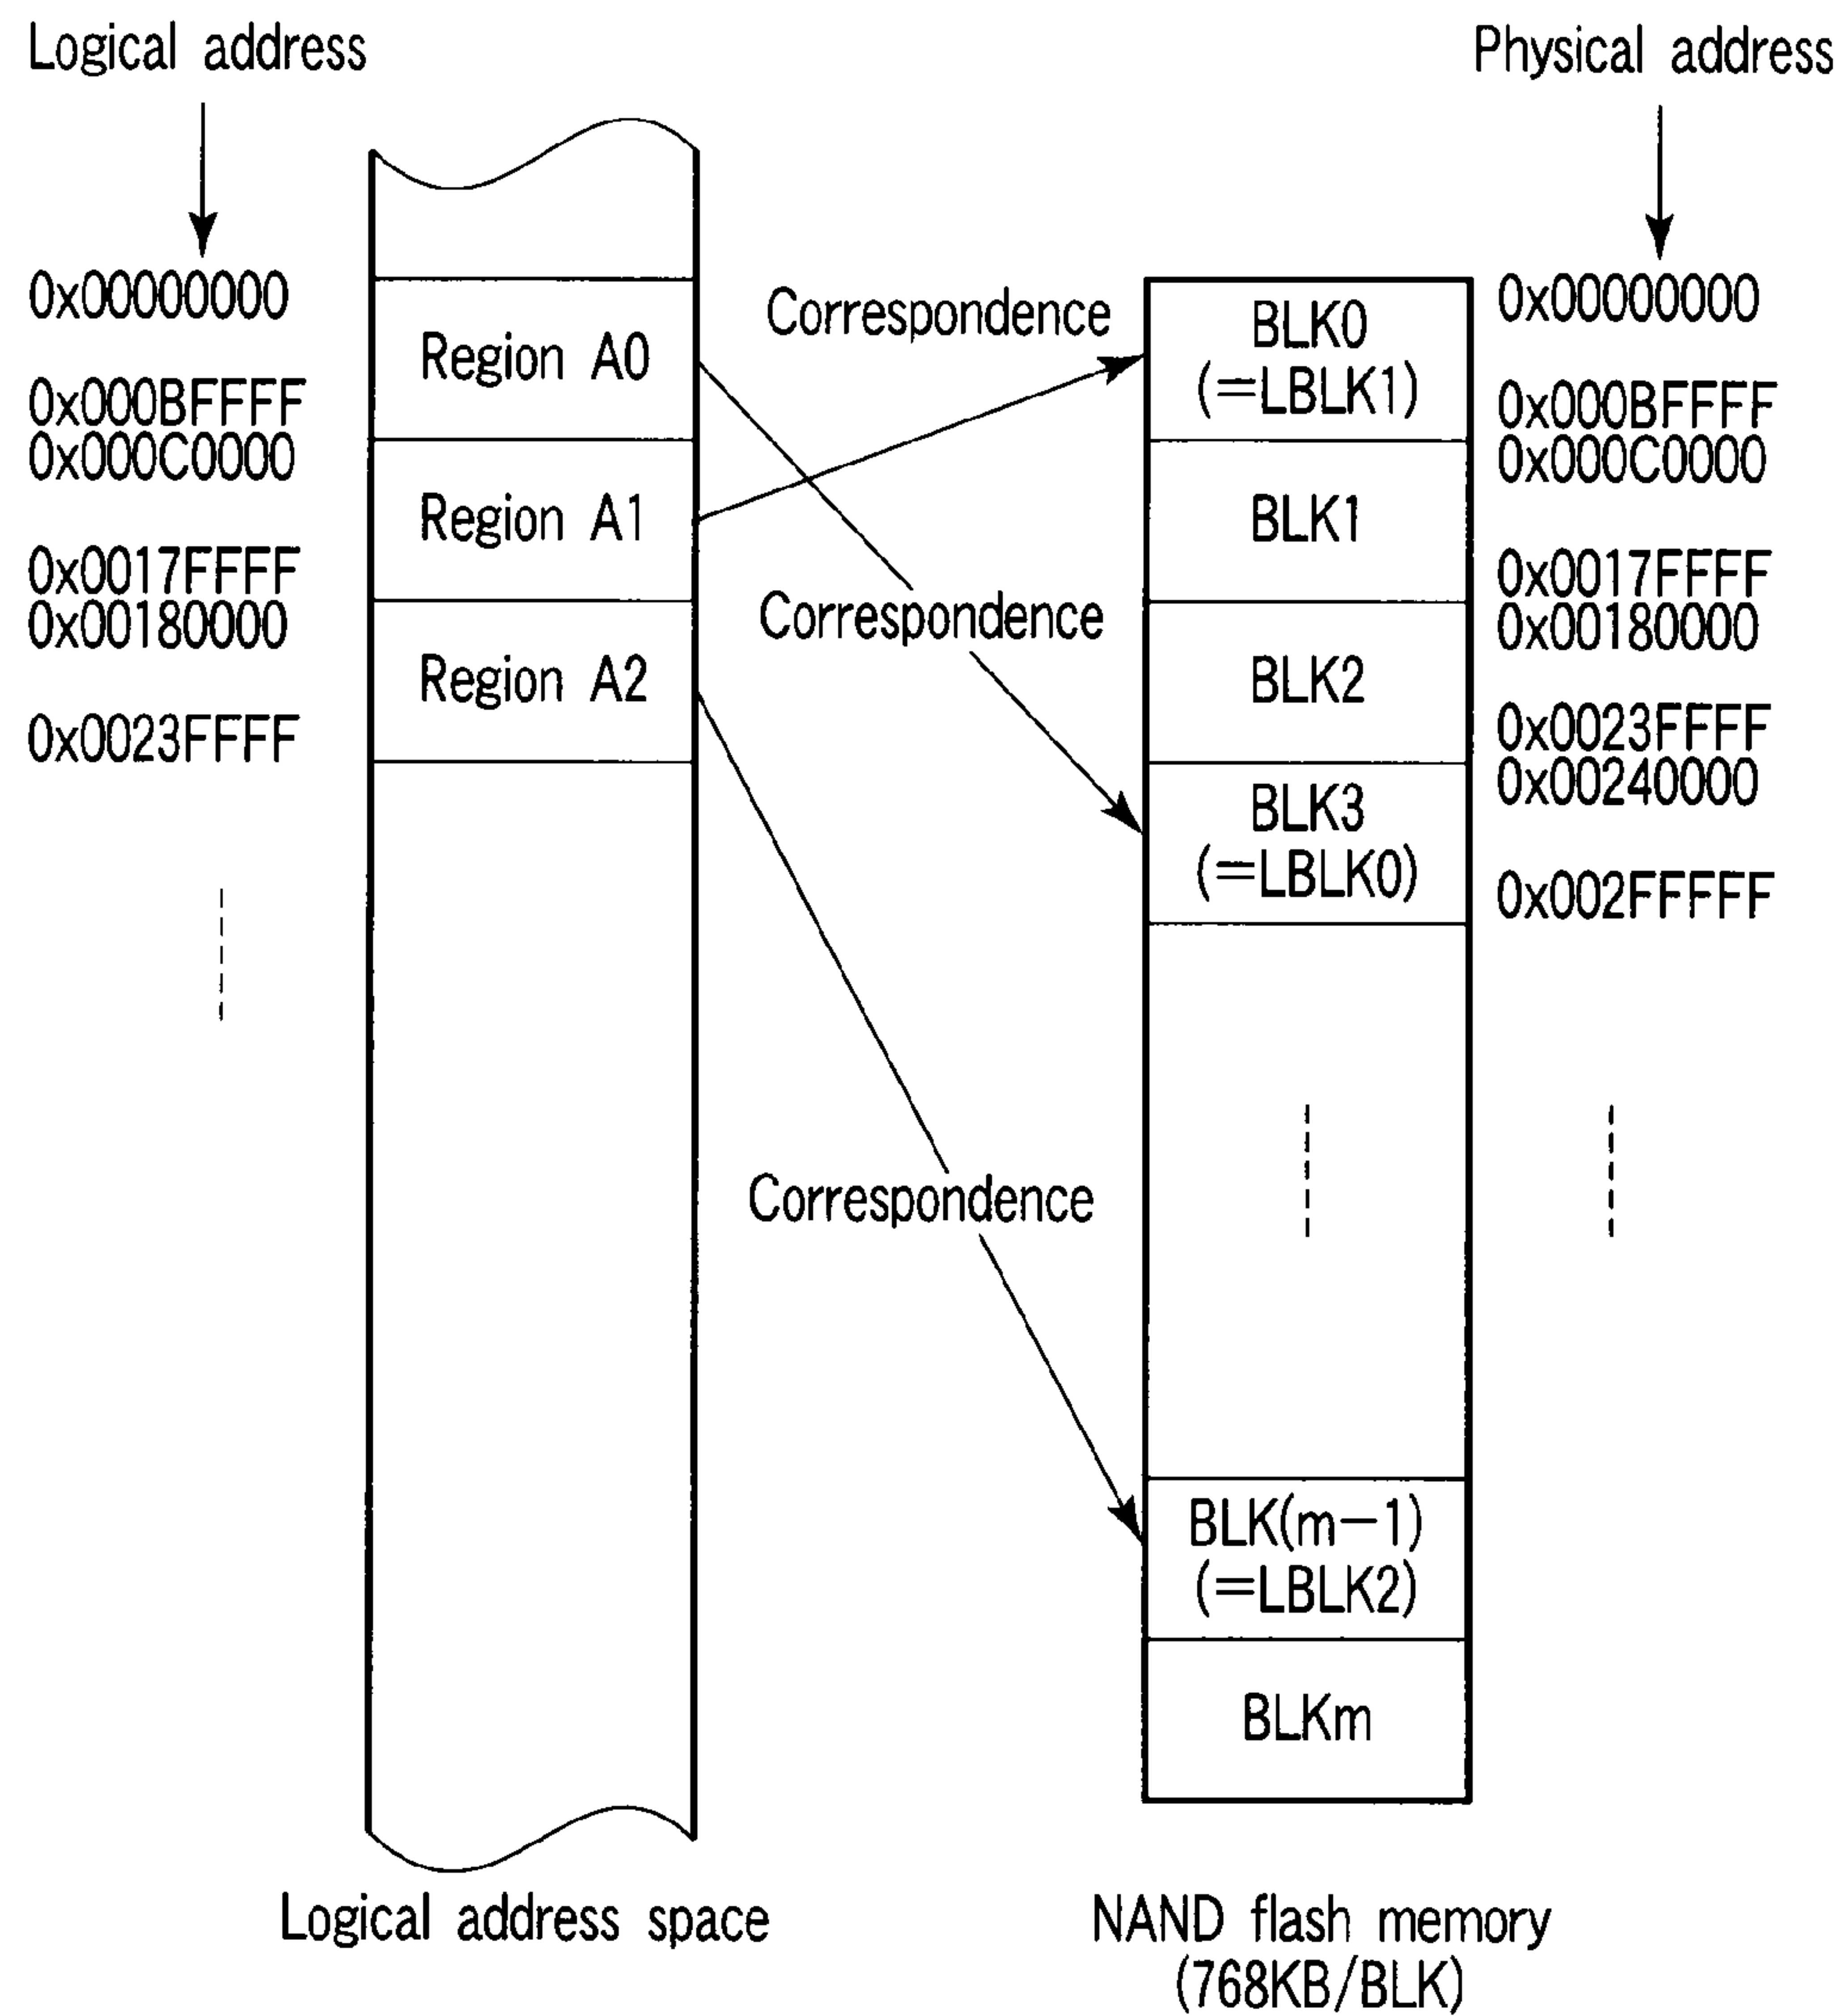 Logical address
Physical address
0x00000000
0x000BFFFF
0x000C0000
0x0017FFFF
0x00180000
0x0023FFFF
Region A0
Region A1
Region A2
Correspondence
Correspondence
Correspondence
BLK0
(=LBLK1)
BLK1
BLK2
BLK3
(=LBLK0)
BLK(m-1)
(=LBLK2)
BLKm
0x00000000
0x000BFFFF
0x000C0000
0x0017FFFF
0x00180000
0x0023FFFF
0x00240000
0x002FFFFF
Logical address space
NAND flash memory
(768KB/BLK)